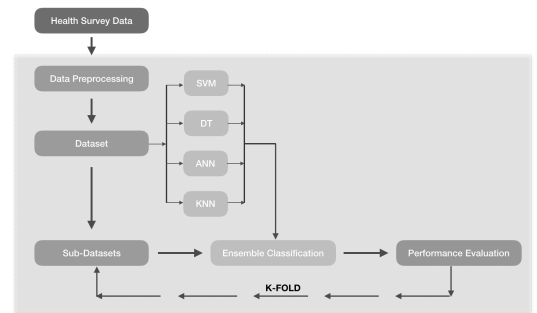 Health Survey Data
Data Preprocessing
Dataset
SVM
DT
ANN
KNN
Sub-Datasets
Ensemble Classification
Performance Evaluation
K-FOLD